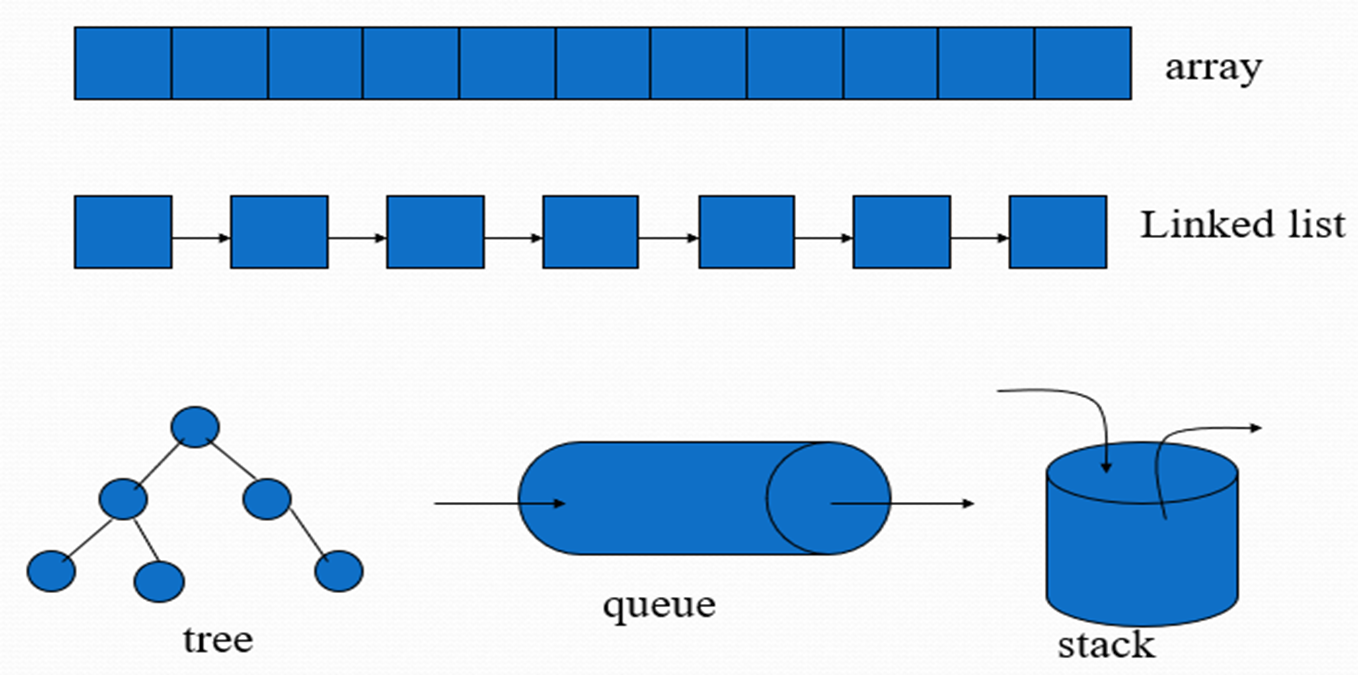 array
Linked list
tree
queue
stack